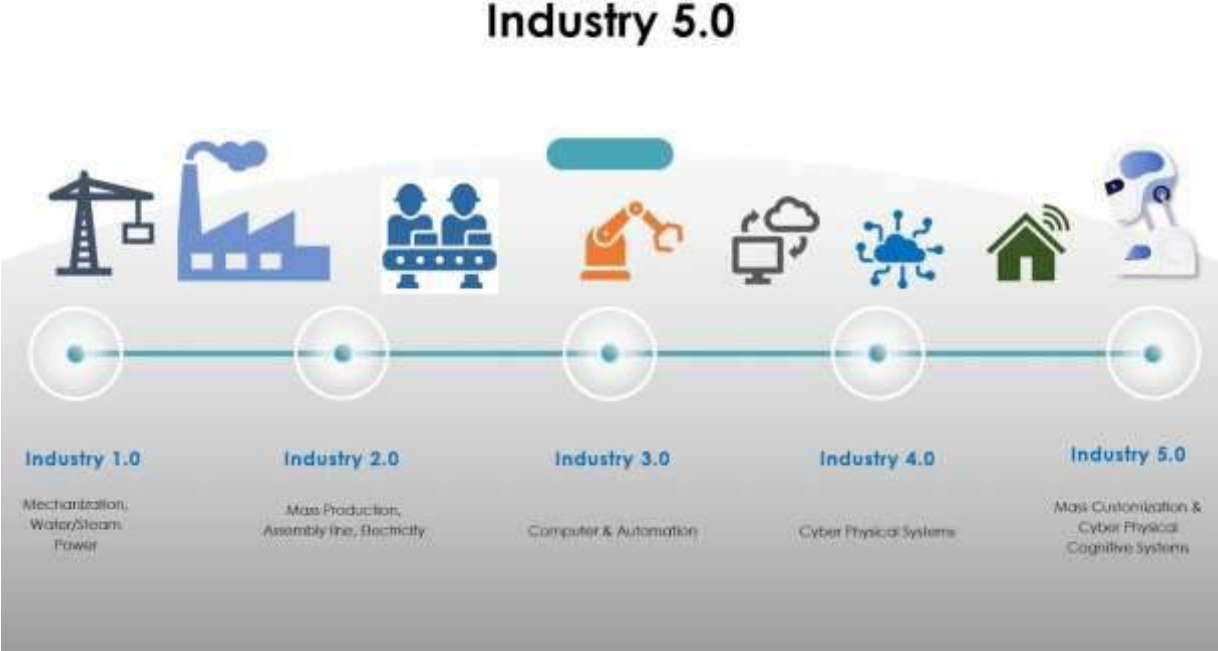 Industry 5.0
Industry 1.0
Mechanization,
Water/Steam
Power
Industry 2.0
Mass Production,
Assembly line, Electricity
Industry 3.0
Computer & Automation
Industry 4.0
Cyber Physical Systems
Industry 5.0
Mass Customization &
Cyber Physical
Cognitive Systems